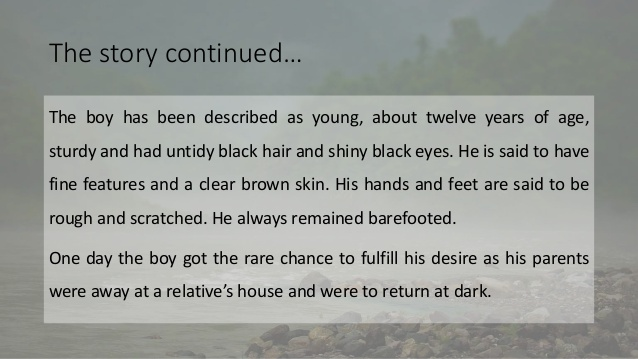 The story continued…
The boy has been described as young, about twelve years of age,
sturdy and had untidy black hair and shiny black eyes. He is said to have
fine features and a clear brown skin. His hands and feet are said to be
rough and scratched. He always remained barefooted.
One day the boy got the rare chance to fulfill his desire as his parents
were away at a relative’s house and were to return at dark.